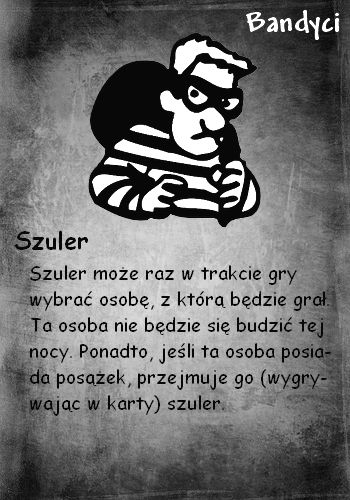 Bandyci
Szuler
Szuler może raz w trakcie gry
wybrać osobę, z którą będzie grał.
Ta osoba nie będzie się budzić tej
nocy. Ponadto, jeśli ta osoba posia-
da posążek, przejmuje go (wygry-
wając w karty) szuler.